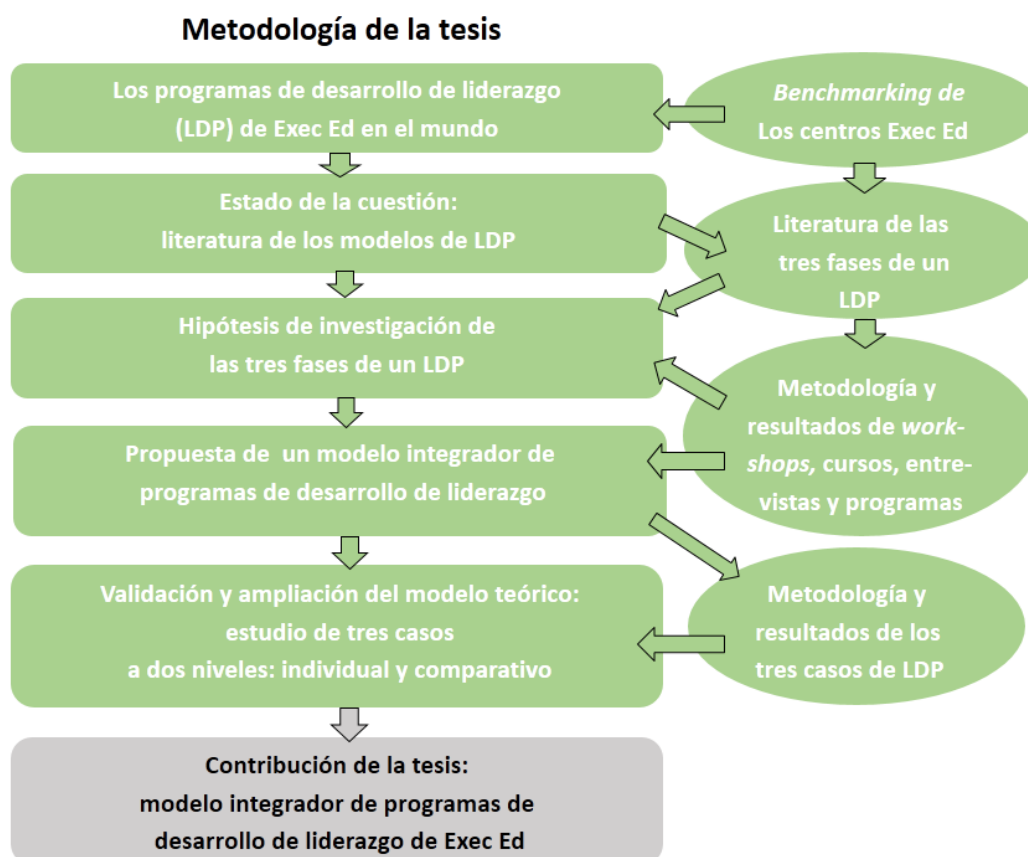 Metodología de la tesis
Los programas de desarrollo de liderazgo
(LDP) de Exec Ed en el mundo
Benchmarking de
Los centros Exec Ed
Estado de la cuestión:
literatura de los modelos de LDP
Literatura de las
tres fases de un
LDP
Hipótesis de investigación de
las tres fases de un LDP
Metodología y
resultados de work-
shops, cursos, entre-
vistas y programas
Propuesta de un modelo integrador de
programas de desarrollo de liderazgo
Validación y ampliación del modelo teórico:
estudio de tres casos
a dos niveles: individual y comparativo
Metodología y
resultados de los
tres casos de LDP
Contribución de la tesis:
modelo integrador de programas de
desarrollo de liderazgo de Exec Ed